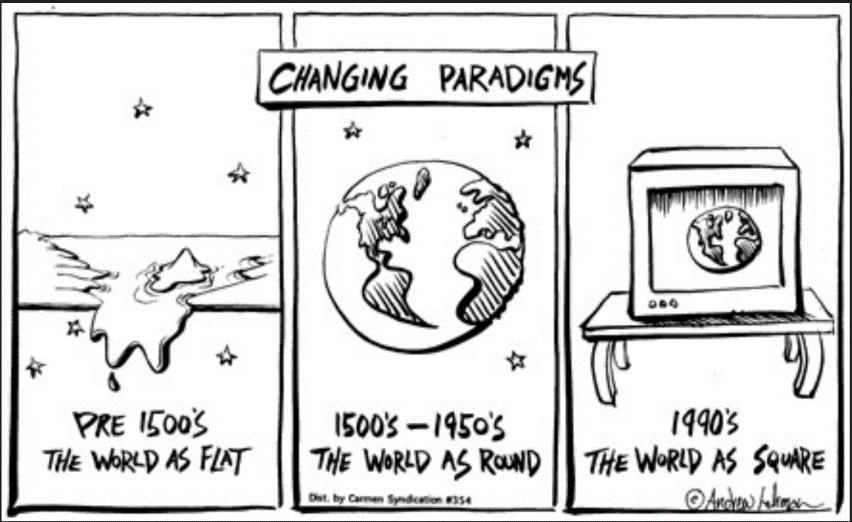 CHANGING PARADIGMS
PRE 1500'S
THE WORLD AS FLAT
1500'S – 1950'S
THE WORLD AS ROUND
Dist. by Carmen Syndication #354
1990'S
THE WORLD AS SQUARE
© Andrew